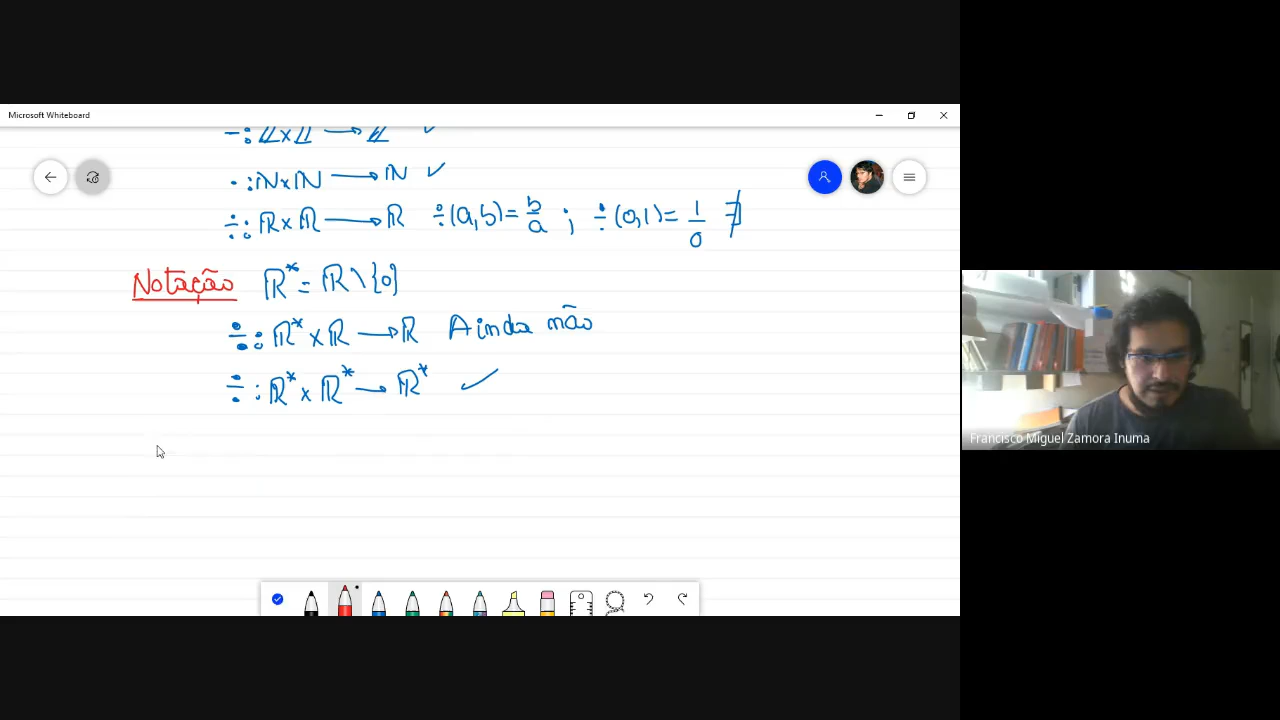 Microsoft Whiteboard
− : ℤ×ℤ ⟶ ℤ ✓
· : ℕ×ℕ ⟶ ℕ ✓
÷ : ℝ×ℝ ⟶ ℝ ÷(a,b)= b/a ; ÷(0,1)= 1/0 ∄
Notação ℝ* = ℝ∖{0}
÷ : ℝ*×ℝ ⟶ ℝ Ainda não
÷ : ℝ*×ℝ* ⟶ ℝ* ✓
Francisco Miguel Zamora Inuma